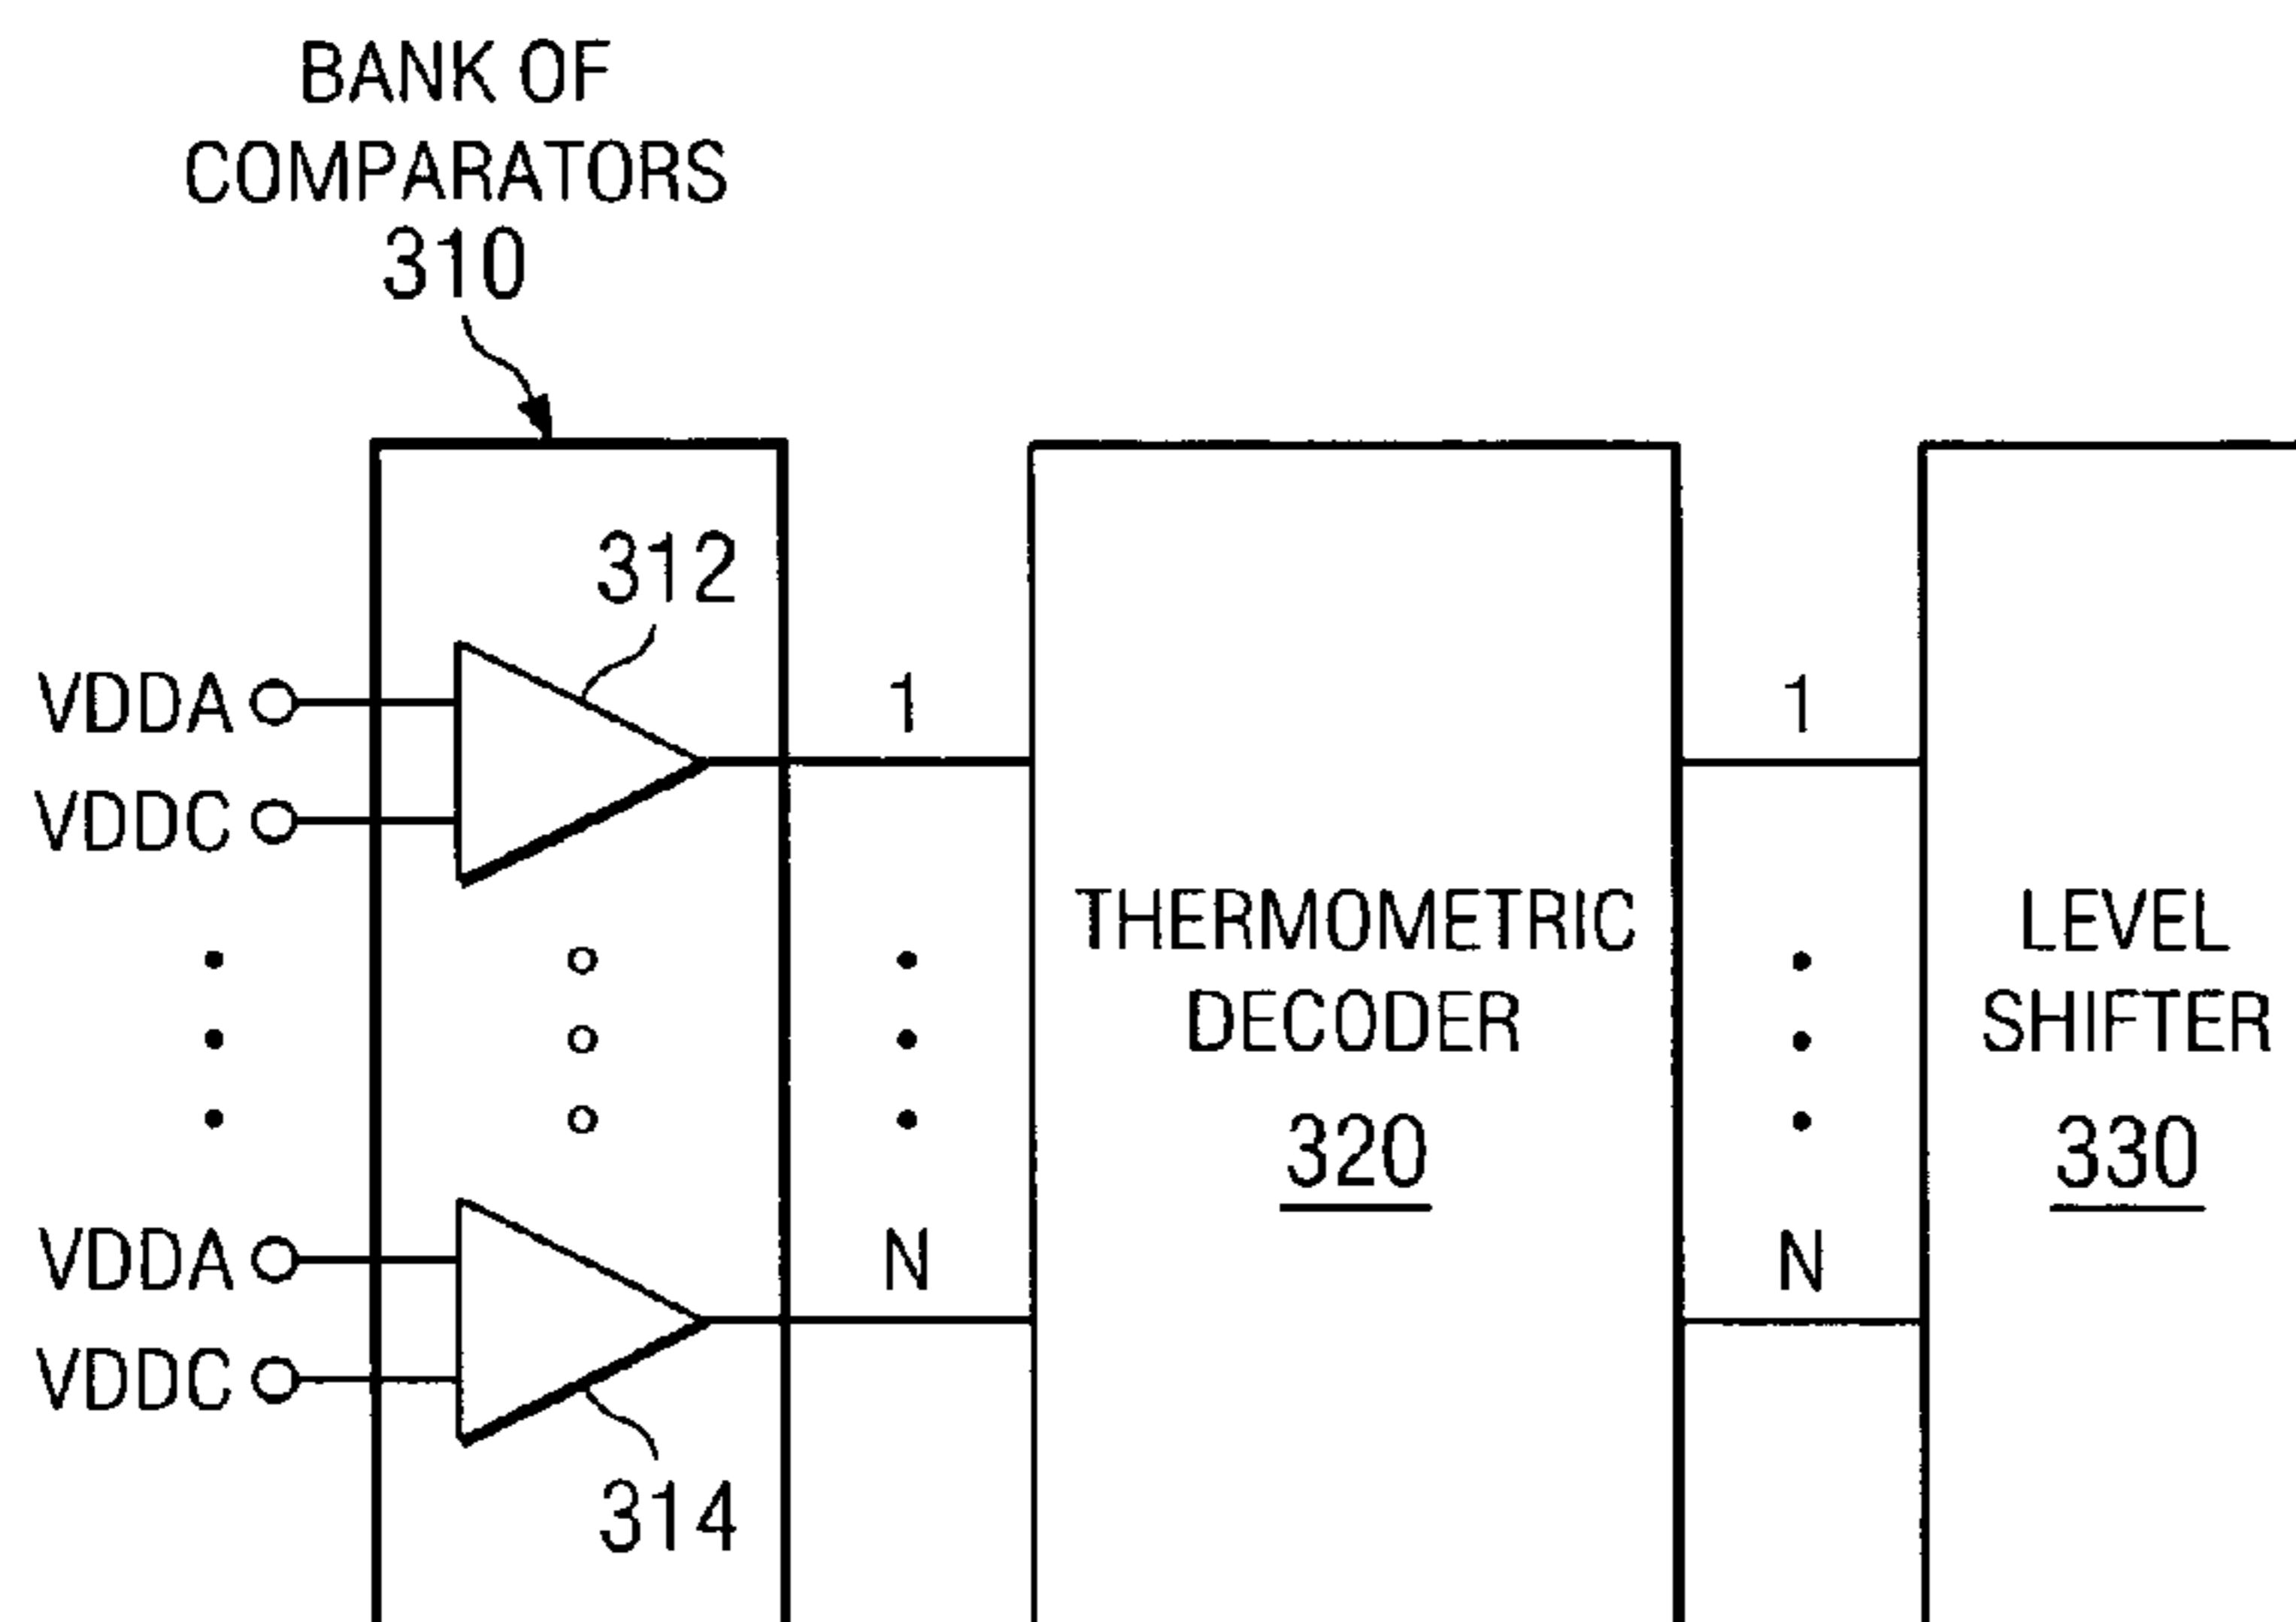 BANK OF
COMPARATORS
310
312
VDDA
1
1
VDDC
THERMOMETRIC
DECODER
320
LEVEL
SHIFTER
330
VDDA
N
N
VDDC
314